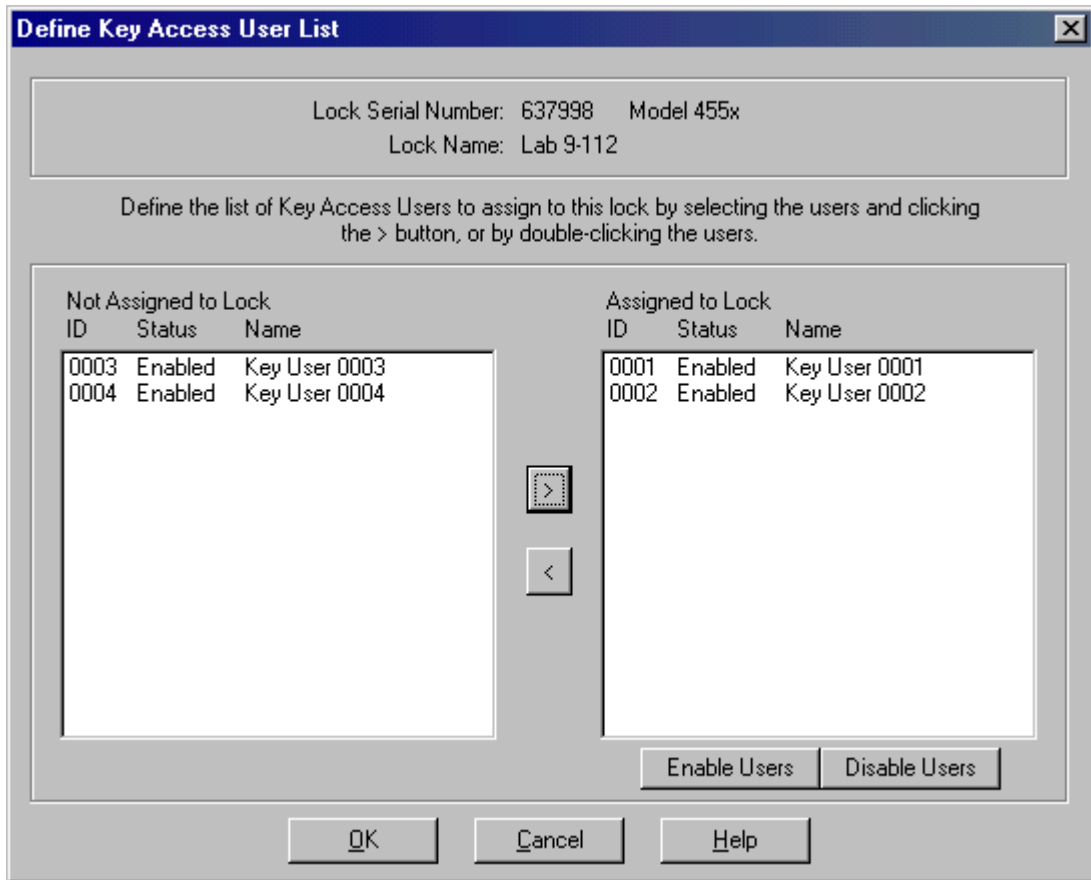 Define Key Access User List
Lock Serial Number: 637998 Model 455x
Lock Name: Lab 9-112
Define the list of Key Access Users to assign to this lock by selecting the users and clicking
the > button, or by double-clicking the users.
Not Assigned to Lock
ID Status Name
0003 Enabled Key User 0003
0004 Enabled Key User 0004
>
<
Assigned to Lock
ID Status Name
0001 Enabled Key User 0001
0002 Enabled Key User 0002
Enable Users Disable Users
OK Cancel Help